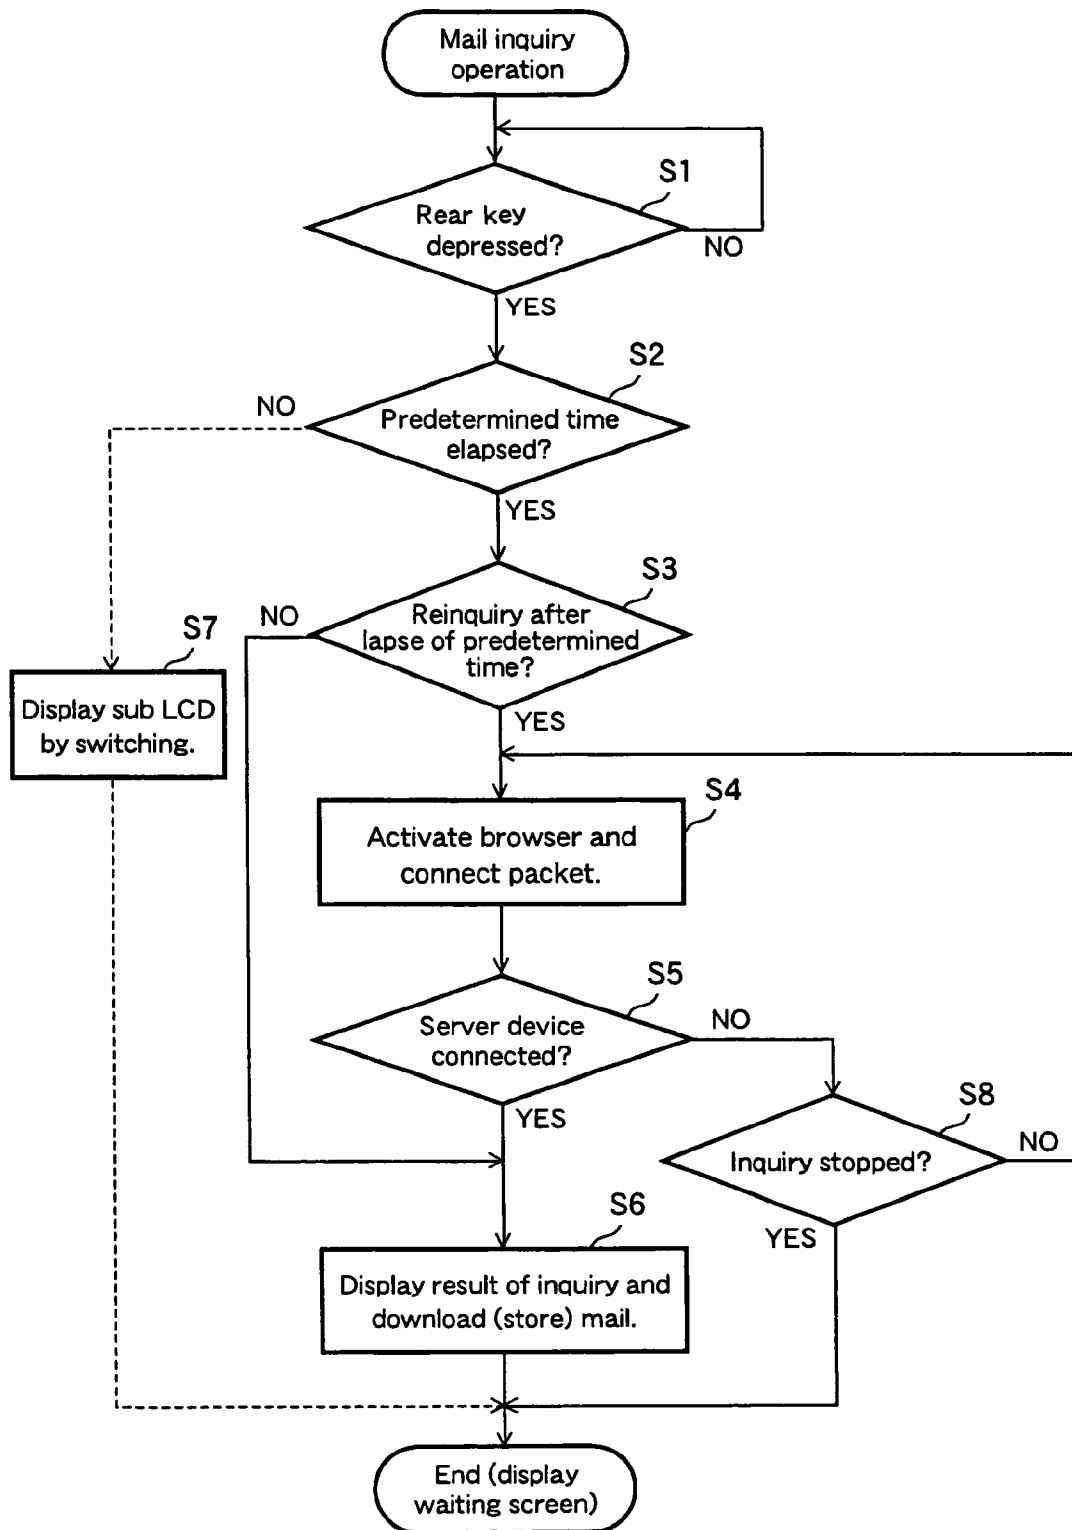 Mail inquiry
operation
S1
Rear key
depressed?
NO
YES
S2
NO
Predetermined time
elapsed?
YES
S3
NO
Reinquiry after
lapse of predetermined
time?
YES
S7
Display sub LCD
by switching.
S4
Activate browser and
connect packet.
S5
Server device
connected?
NO
YES
S8
Inquiry stopped?
NO
YES
S6
Display result of inquiry and
download (store) mail.
End (display
waiting screen)